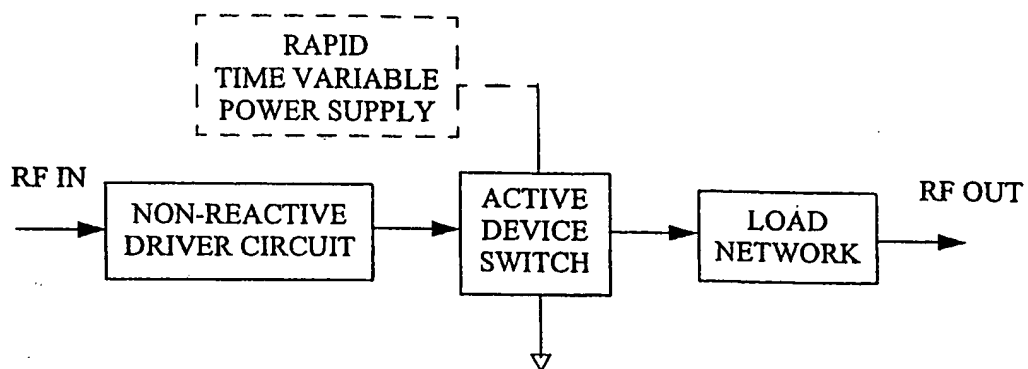 RAPID
TIME VARIABLE
POWER SUPPLY
RF IN
NON-REACTIVE
DRIVER CIRCUIT
ACTIVE
DEVICE
SWITCH
LOAD
NETWORK
RF OUT